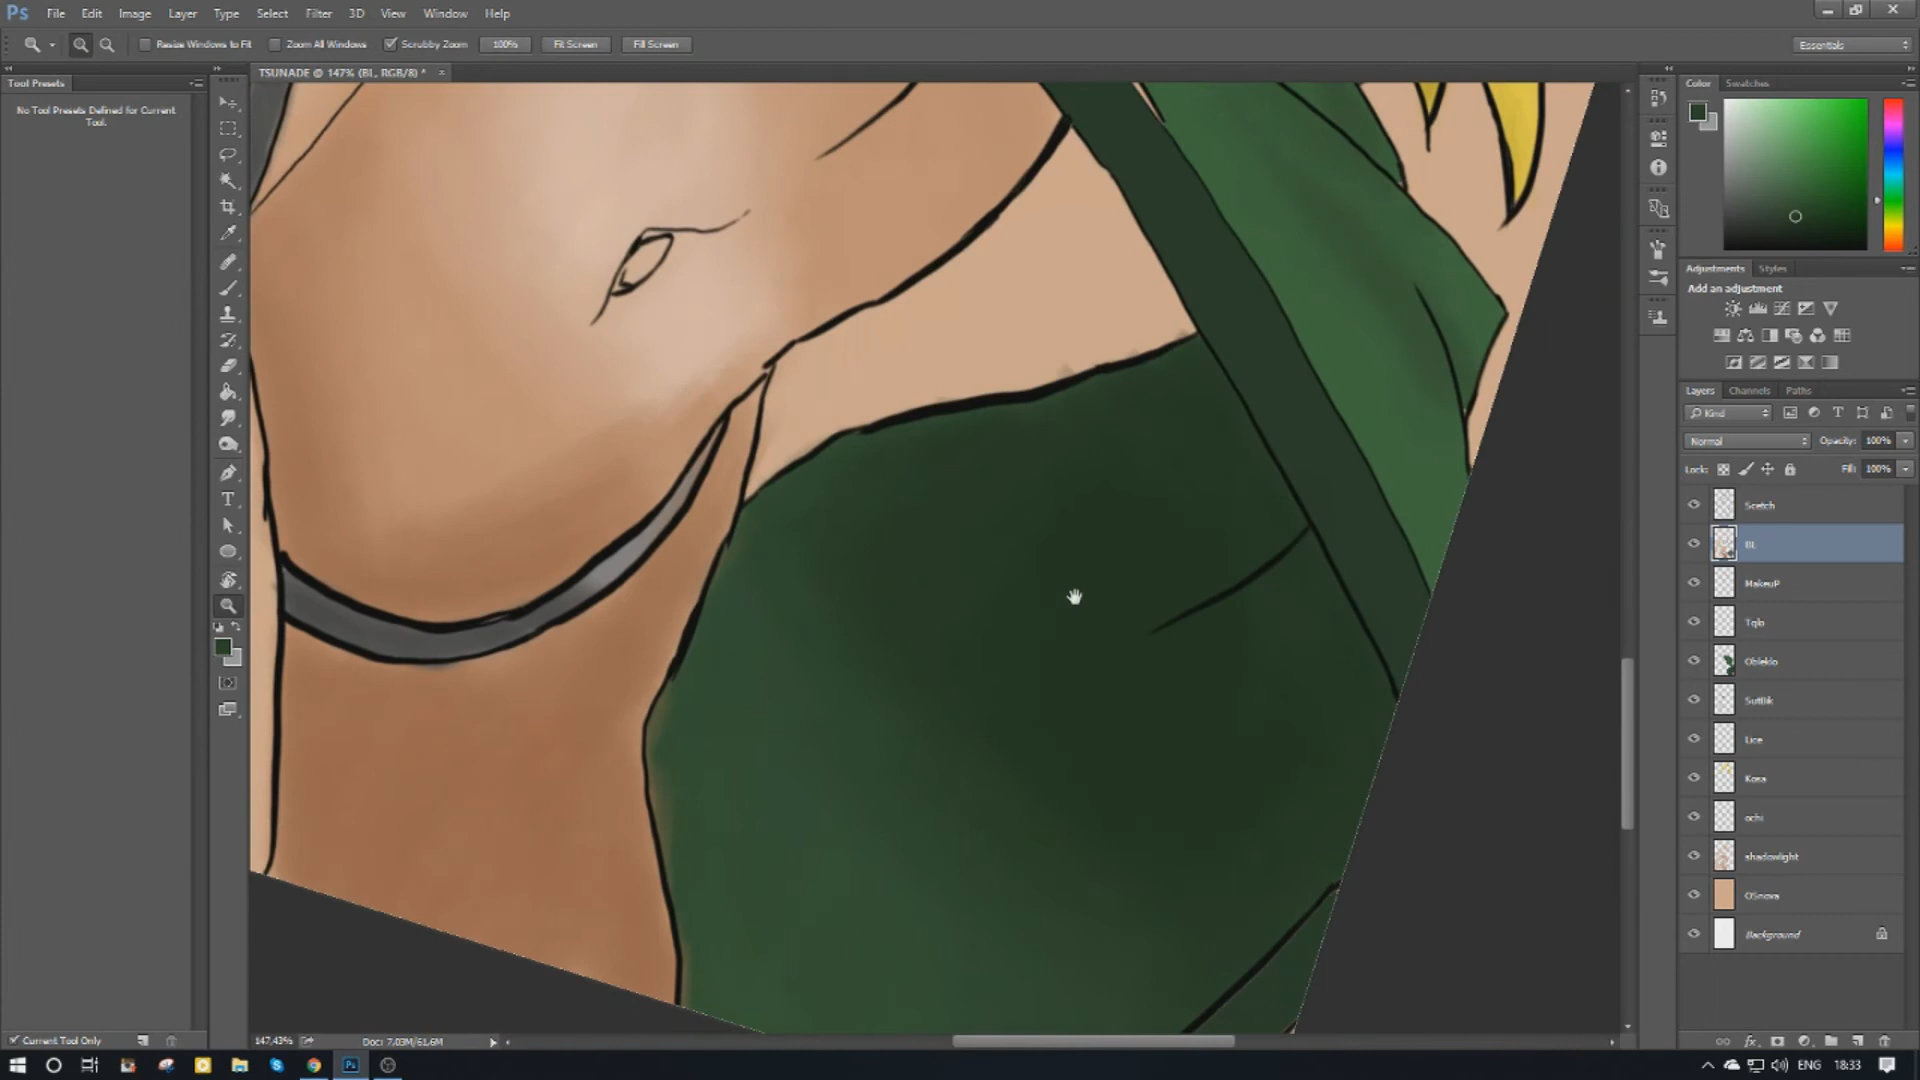 Ps File Edit Image Layer Type Select Filter 3D View Window Help
Resize Windows to Fit Zoom All Windows Scrubby Zoom 100% Fit Screen Fill Screen Essentials
TSUNADE @ 147% (BL, RGB/8) *
Tool Presets
No Tool Presets Defined for Current
Tool.
Color Swatches
Adjustments Styles
Add an adjustment
Layers Channels Paths
Kind
Normal Opacity: 100%
Lock: Fill: 100%
Scetch
BL
MakeuP
Obleklo
Lice
Kosa
ochi
shadowlight
OSnova
Background
Current Tool Only
147,43% Doc: 7,03M/61,6M
ENG 18:33